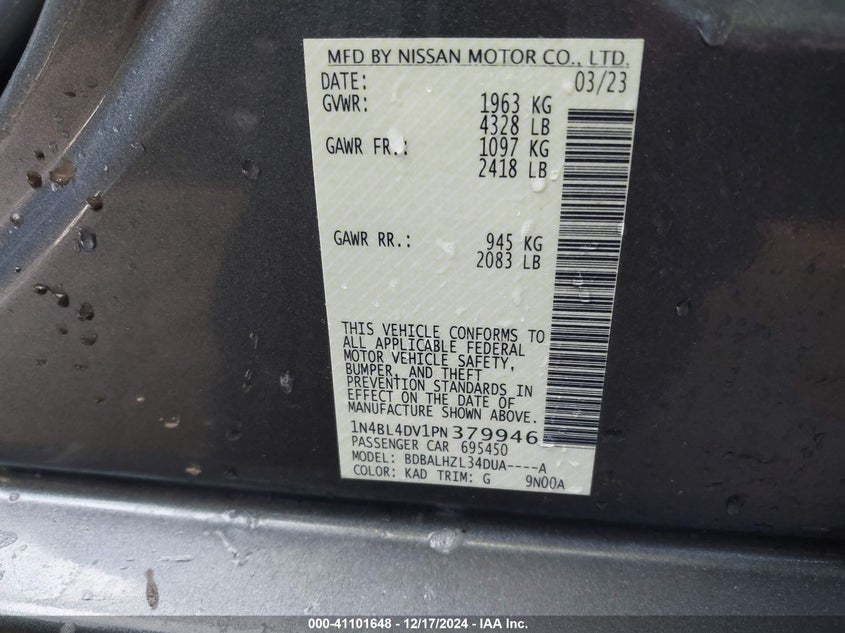 MFD BY NISSAN MOTOR CO., LTD.
DATE: 03/23
GVWR: 1963 KG
4328 LB
GAWR FR.: 1097 KG
2418 LB
GAWR RR.: 945 KG
2083 LB
THIS VEHICLE CONFORMS TO
ALL APPLICABLE FEDERAL
MOTOR VEHICLE SAFETY,
BUMPER, AND THEFT
PREVENTION STANDARDS IN
EFFECT ON THE DATE OF
MANUFACTURE SHOWN ABOVE.
1N4BL4DV1PN379946
PASSENGER CAR 695450
MODEL: BDBALHZL34DUA----A
COLOR: KAD TRIM: G 9N00A
000-41101648 - 12/17/2024 - IAA Inc.